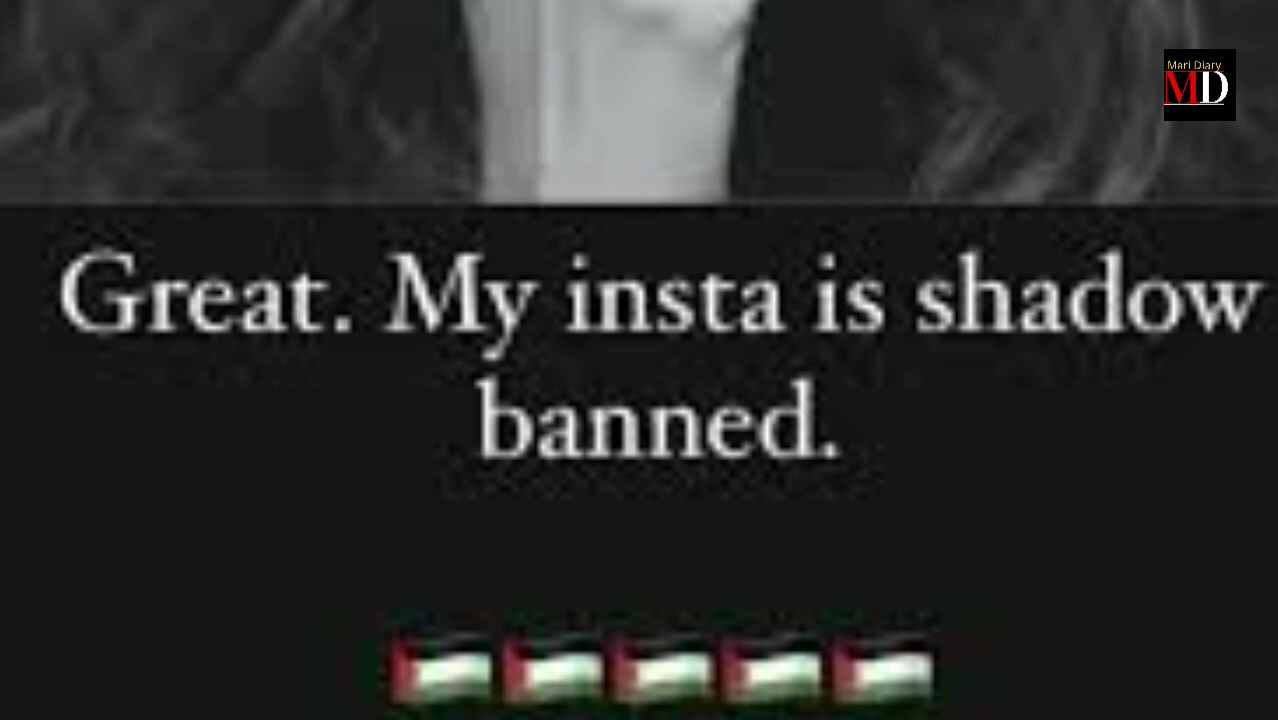 Mari Diary
MD
Great. My insta is shadow
banned.
🇵🇸🇵🇸🇵🇸🇵🇸🇵🇸